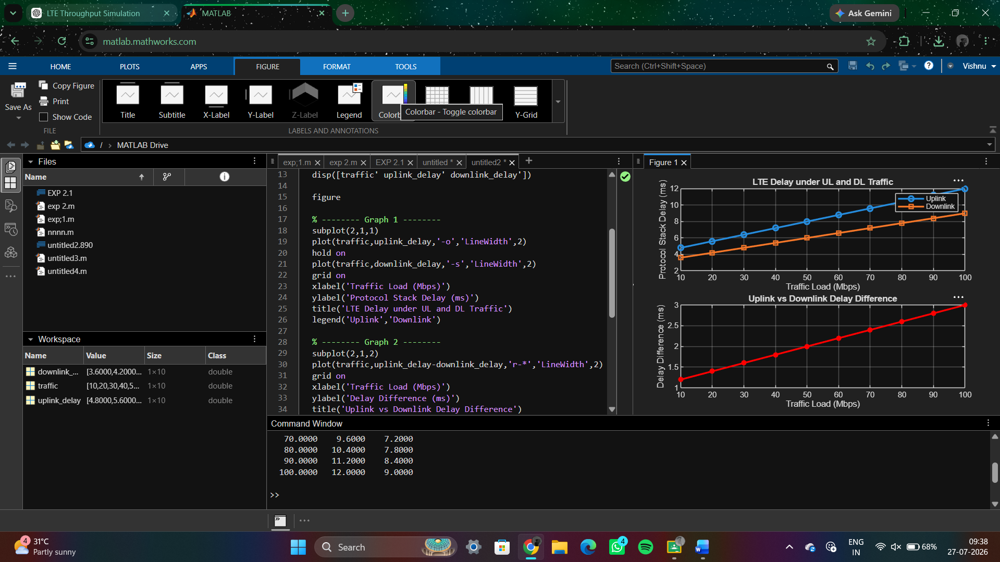 LTE Throughput Simulation
MATLAB
Ask Gemini
matlab.mathworks.com
HOME
PLOTS
APPS
FIGURE
FORMAT
TOOLS
Search (Ctrl+Shift+Space)
Vishnu
Save As
Copy Figure
Print
Show Code
FILE
Title
Subtitle
X-Label
Y-Label
Z-Label
Legend
Colorb
Colorbar - Toggle colorbar
Y-Grid
LABELS AND ANNOTATIONS
/ › MATLAB Drive
Files
Name
EXP 2.1
exp 2.m
exp;1.m
nnnn.m
untitled2.890
untitled3.m
untitled4.m
Workspace
Name Value Size Class
downlink_... [3.6000,4.2000... 1×10 double
traffic [10,20,30,40,5... 1×10 double
uplink_delay [4.8000,5.6000... 1×10 double
exp;1.m
exp 2.m
EXP 2.1
untitled *
untitled2 *
13 disp([traffic' uplink_delay' downlink_delay'])
14
15 figure
16
17 % -------- Graph 1 --------
18 subplot(2,1,1)
19 plot(traffic,uplink_delay,'-o','LineWidth',2)
20 hold on
21 plot(traffic,downlink_delay,'-s','LineWidth',2)
22 grid on
23 xlabel('Traffic Load (Mbps)')
24 ylabel('Protocol Stack Delay (ms)')
25 title('LTE Delay under UL and DL Traffic')
26 legend('Uplink','Downlink')
27
28 % -------- Graph 2 --------
29 subplot(2,1,2)
30 plot(traffic,uplink_delay-downlink_delay,'r-*','LineWidth',2)
31 grid on
32 xlabel('Traffic Load (Mbps)')
33 ylabel('Delay Difference (ms)')
34 title('Uplink vs Downlink Delay Difference')
Figure 1
LTE Delay under UL and DL Traffic
Protocol Stack Delay (ms)
12
10
8
6
4
2
Uplink
Downlink
10 20 30 40 50 60 70 80 90 100
Traffic Load (Mbps)
Uplink vs Downlink Delay Difference
Delay Difference (ms)
3
2.5
2
1.5
1
10 20 30 40 50 60 70 80 90 100
Traffic Load (Mbps)
Command Window
70.0000 9.6000 7.2000
80.0000 10.4000 7.8000
90.0000 11.2000 8.4000
100.0000 12.0000 9.0000
>>
4
31°C
Partly sunny
Search
4
ENG
IN
68%
09:38
27-07-2026